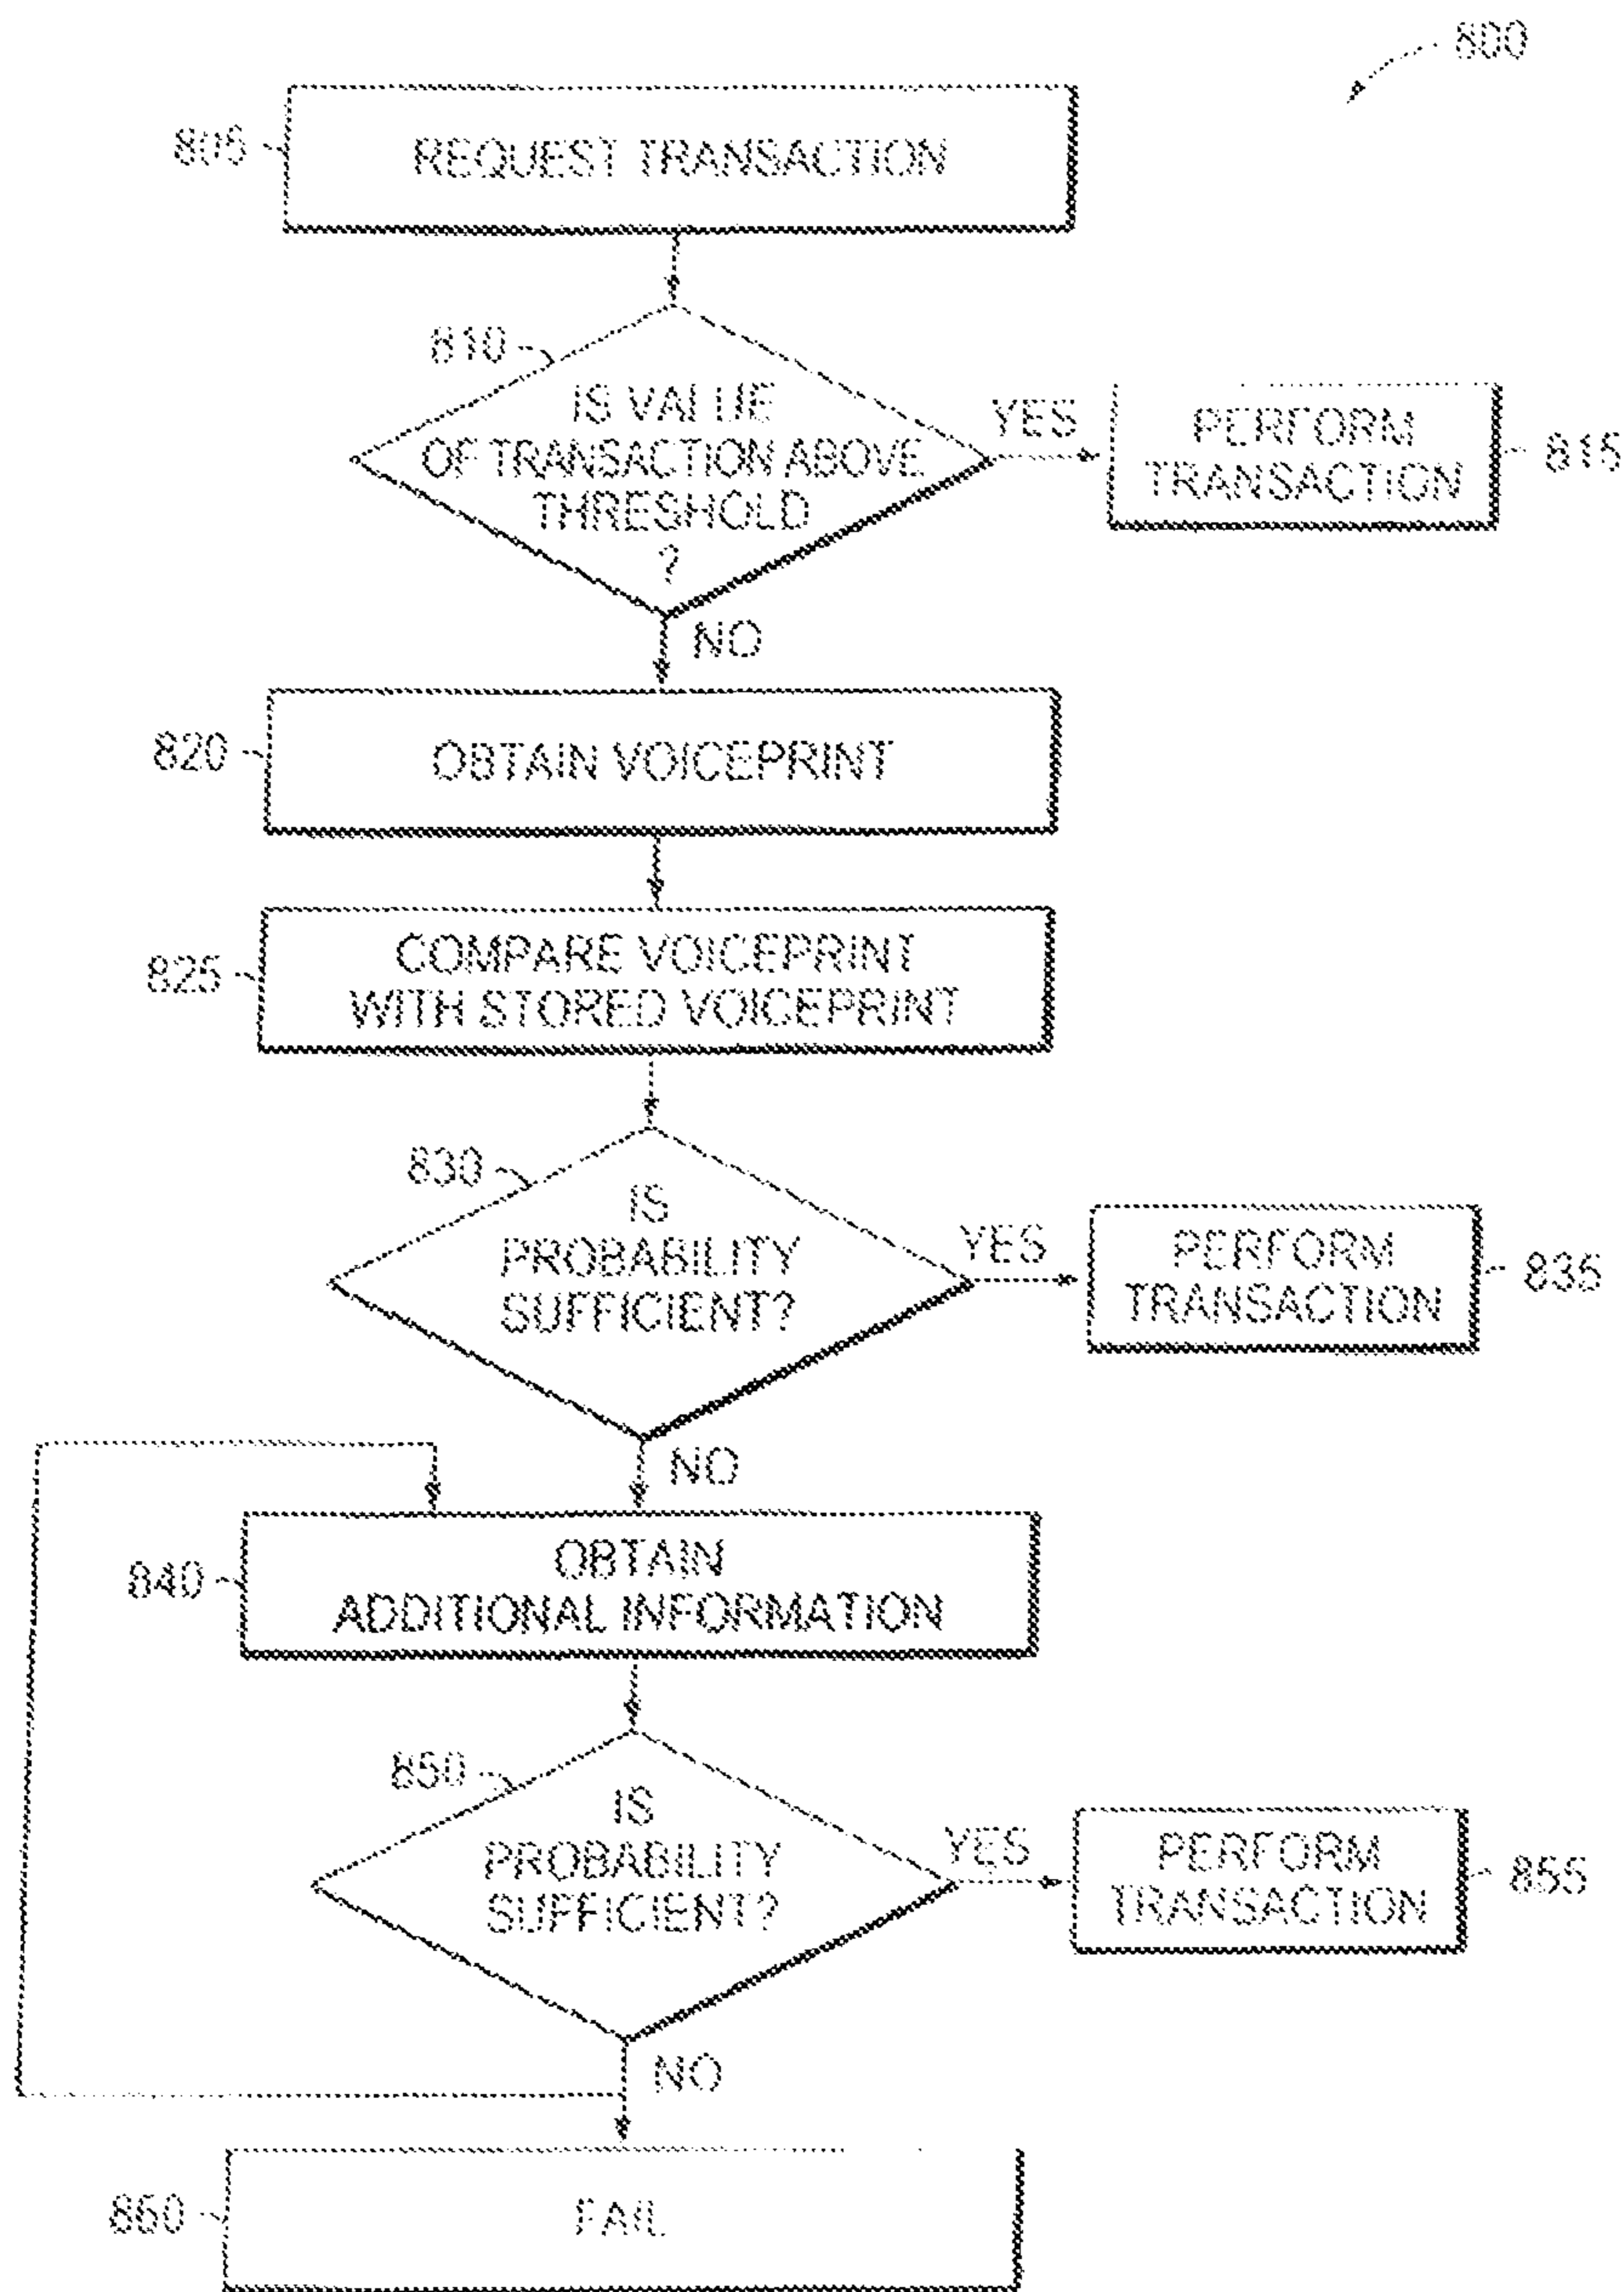 800
805
REQUEST TRANSACTION
810
IS VALUE
OF TRANSACTION ABOVE
THRESHOLD
?
YES
PERFORM
TRANSACTION
815
NO
820
OBTAIN VOICEPRINT
825
COMPARE VOICEPRINT
WITH STORED VOICEPRINT
830
IS
PROBABILITY
SUFFICIENT?
YES
PERFORM
TRANSACTION
835
NO
840
OBTAIN
ADDITIONAL INFORMATION
850
IS
PROBABILITY
SUFFICIENT?
YES
PERFORM
TRANSACTION
855
NO
860
FAIL